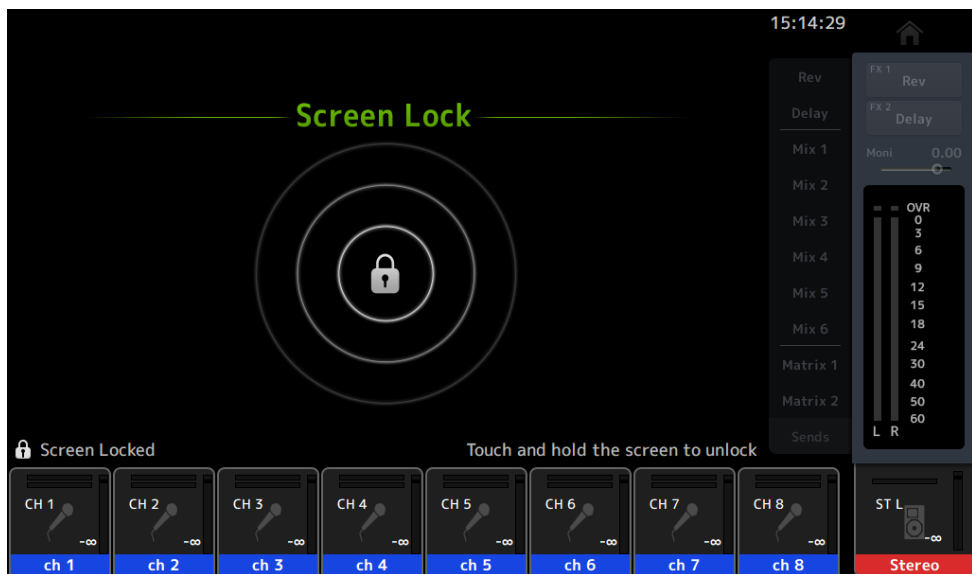 15:14:29
Screen Lock
Rev
Delay
Mix 1
Mix 2
Mix 3
Mix 4
Mix 5
Mix 6
Matrix 1
Matrix 2
Sends
FX 1
Rev
FX 2
Delay
Moni 0.00
OVR
0
3
6
9
12
15
18
24
30
40
50
60
L R
Screen Locked Touch and hold the screen to unlock
CH 1 CH 2 CH 3 CH 4 CH 5 CH 6 CH 7 CH 8 ST L
-∞ -∞ -∞ -∞ -∞ -∞ -∞ -∞ -∞
ch 1 ch 2 ch 3 ch 4 ch 5 ch 6 ch 7 ch 8 Stereo